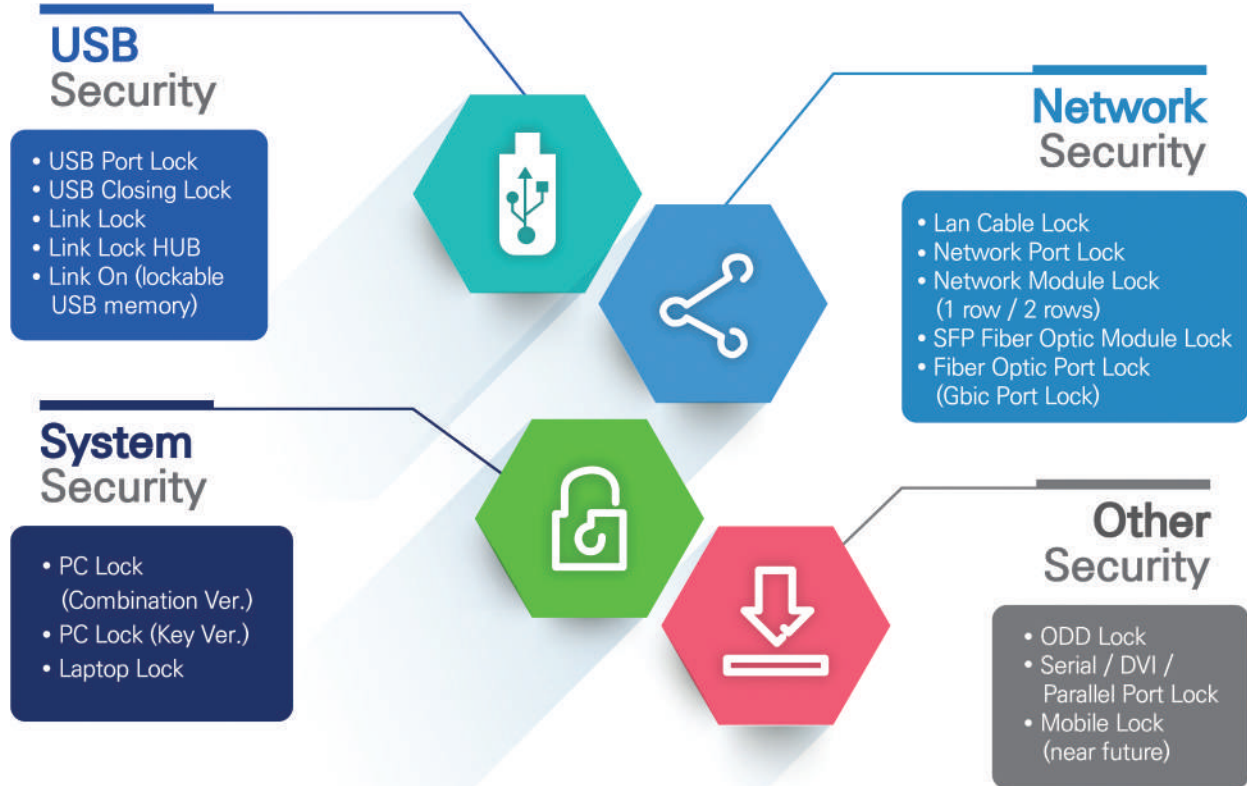 USB
Security
• USB Port Lock
• USB Closing Lock
• Link Lock
• Link Lock HUB
• Link On (lockable
USB memory)
Network
Security
• Lan Cable Lock
• Network Port Lock
• Network Module Lock
(1 row / 2 rows)
• SFP Fiber Optic Module Lock
• Fiber Optic Port Lock
(Gbic Port Lock)
System
Security
• PC Lock
(Combination Ver.)
• PC Lock (Key Ver.)
• Laptop Lock
Other
Security
• ODD Lock
• Serial / DVI /
Parallel Port Lock
• Mobile Lock
(near future)